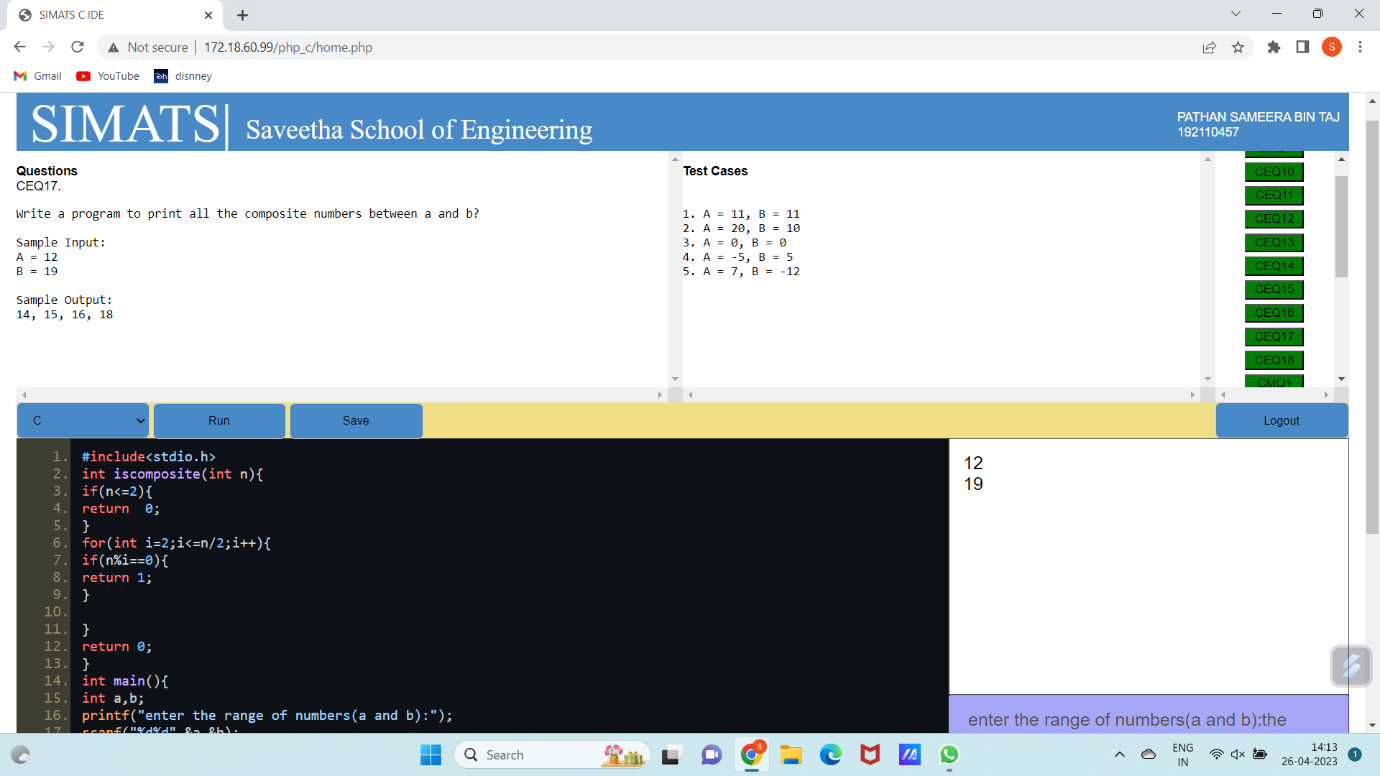 SIMATS C IDE
Not secure | 172.18.60.99/php_c/home.php
S
Gmail YouTube disnney
SIMATS| Saveetha School of Engineering
PATHAN SAMEERA BIN TAJ
192110457
Questions
CEQ17.
Write a program to print all the composite numbers between a and b?
Sample Input:
A = 12
B = 19
Sample Output:
14, 15, 16, 18
Test Cases
1. A = 11, B = 11
2. A = 20, B = 10
3. A = 0, B = 0
4. A = -5, B = 5
5. A = 7, B = -12
CEQ10
CEQ11
CEQ12
CEQ13
CEQ14
CEQ15
CEQ16
CEQ17
CEQ18
CMQ1
C Run Save Logout
1. #include<stdio.h>
2. int iscomposite(int n){
3. if(n<=2){
4. return  0;
5. }
6. for(int i=2;i<=n/2;i++){
7. if(n%i==0){
8. return 1;
9. }
10.
11. }
12. return 0;
13. }
14. int main(){
15. int a,b;
16. printf("enter the range of numbers(a and b):");
17. scanf("%d%d",&a,&b);
12
19
enter the range of numbers(a and b):the
Search
S
ENG
IN
14:13
26-04-2023
1